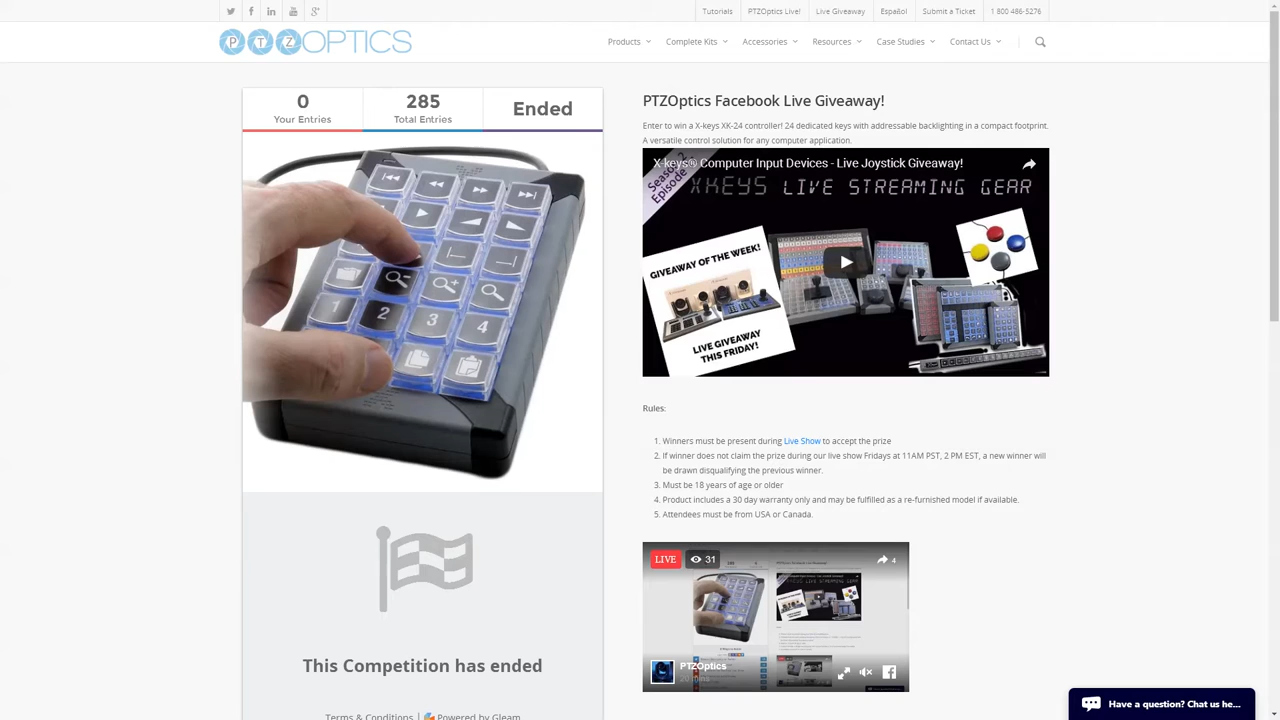 Tutorials
PTZOptics Live!
Live Giveaway
Español
Submit a Ticket
1 800 486-5276
PTZOPTICS
Products
Complete Kits
Accessories
Resources
Case Studies
Contact Us
0
Your Entries
285
Total Entries
Ended
1
2
3
4
This Competition has ended
Terms & Conditions
Powered by Gleam
PTZOptics Facebook Live Giveaway!
Enter to win a X-keys XK-24 controller! 24 dedicated keys with addressable backlighting in a compact footprint.
A versatile control solution for any computer application.
X-keys® Computer Input Devices - Live Joystick Giveaway!
Season
Episode
XKEYS LIVE STREAMING GEAR
GIVEAWAY OF THE WEEK!
LIVE GIVEAWAY
THIS FRIDAY!
Rules:
1. Winners must be present during Live Show to accept the prize
2. If winner does not claim the prize during our live show Fridays at 11AM PST, 2 PM EST, a new winner will
be drawn disqualifying the previous winner.
3. Must be 18 years of age or older
4. Product includes a 30 day warranty only and may be fulfilled as a re-furnished model if available.
5. Attendees must be from USA or Canada.
LIVE
31
4
PTZOptics
20 mins
Have a question? Chat us he...